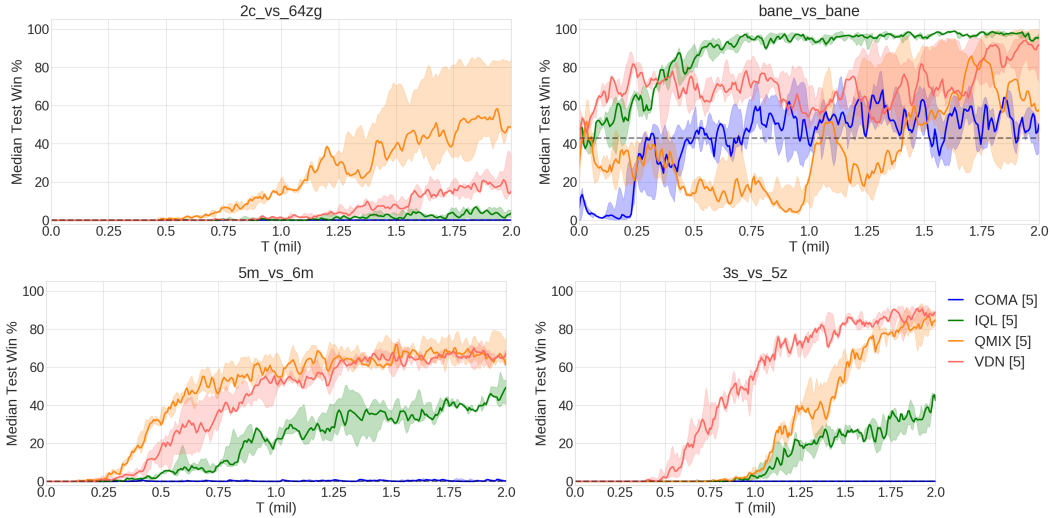 2c_vs_64zg
Median Test Win %
100
80
60
40
20
0
0.0 0.25 0.5 0.75 1.0 1.25 1.5 1.75 2.0
T (mil)
bane_vs_bane
Median Test Win %
100
80
60
40
20
0
0.0 0.25 0.5 0.75 1.0 1.25 1.5 1.75 2.0
T (mil)
5m_vs_6m
Median Test Win %
100
80
60
40
20
0
0.0 0.25 0.5 0.75 1.0 1.25 1.5 1.75 2.0
T (mil)
3s_vs_5z
Median Test Win %
100
80
60
40
20
0
0.0 0.25 0.5 0.75 1.0 1.25 1.5 1.75 2.0
T (mil)
COMA [5]
IQL [5]
QMIX [5]
VDN [5]